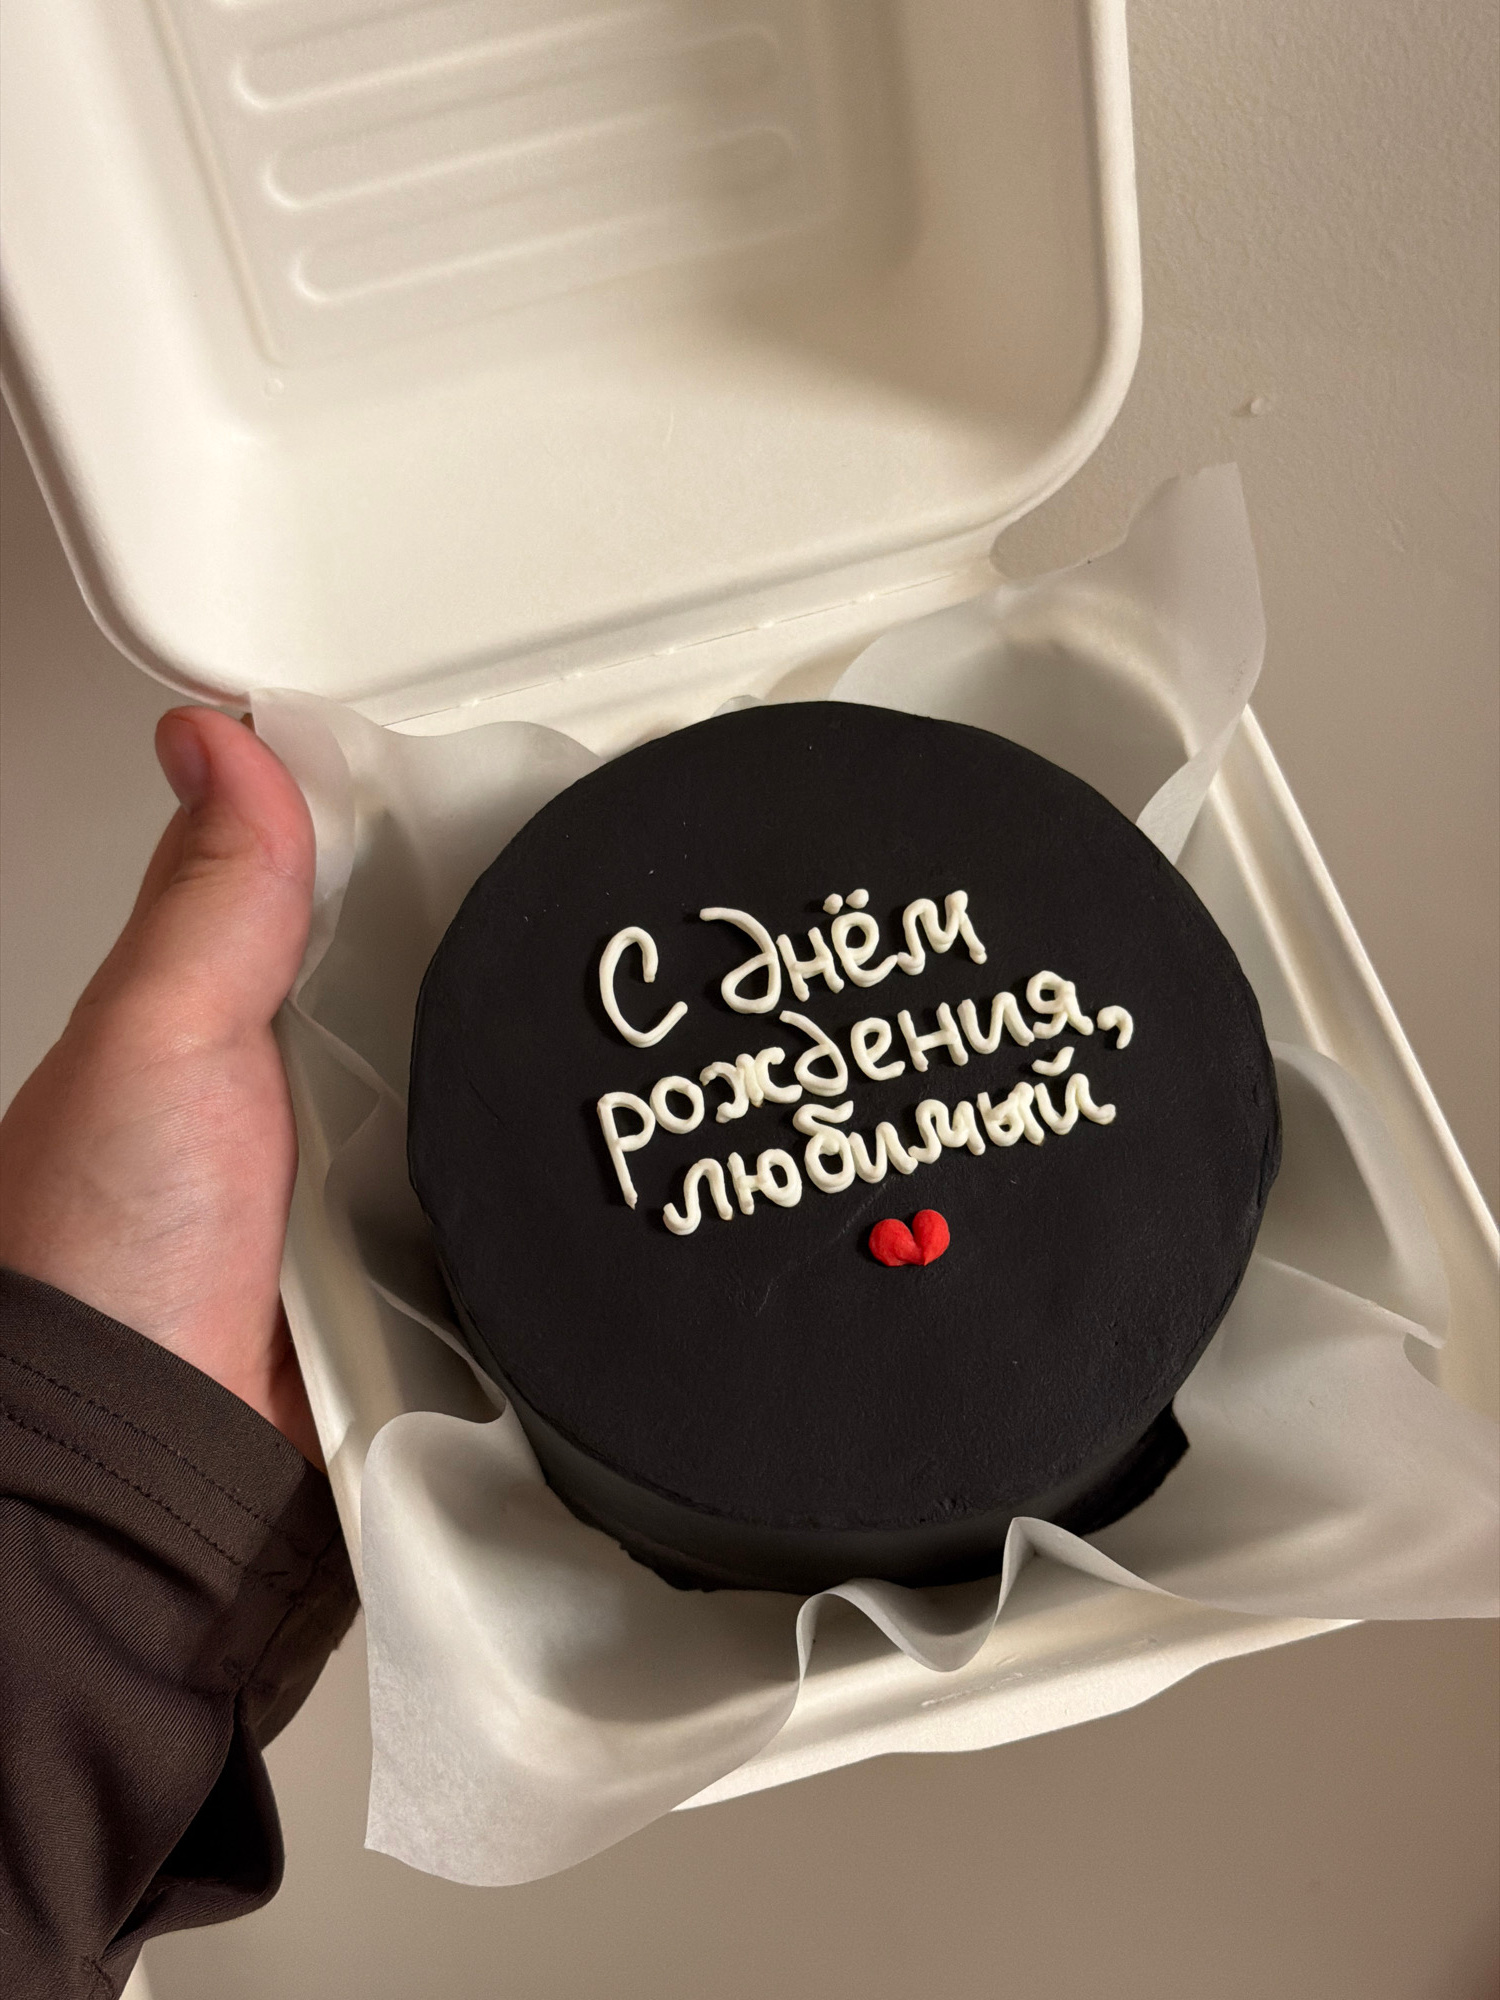 С днём
рождения,
любимый